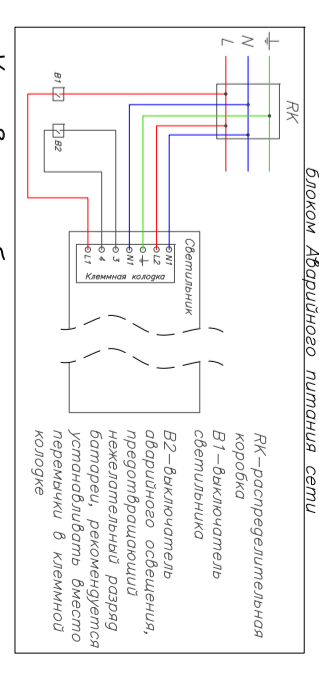 блоком Аварийного питания сети
L
N
RK
B1
B2
L1
4
3
N1
L2
N1
Клеммная колодка
Светильник
RK-распределительная
коробка
B1-выключатель
светильника
B2-выключатель
аварийного освещения,
предотвращающий
нежелательный разряд
батареи, рекомендуется
устанавливать вместо
перемычки в клеммной
колодке